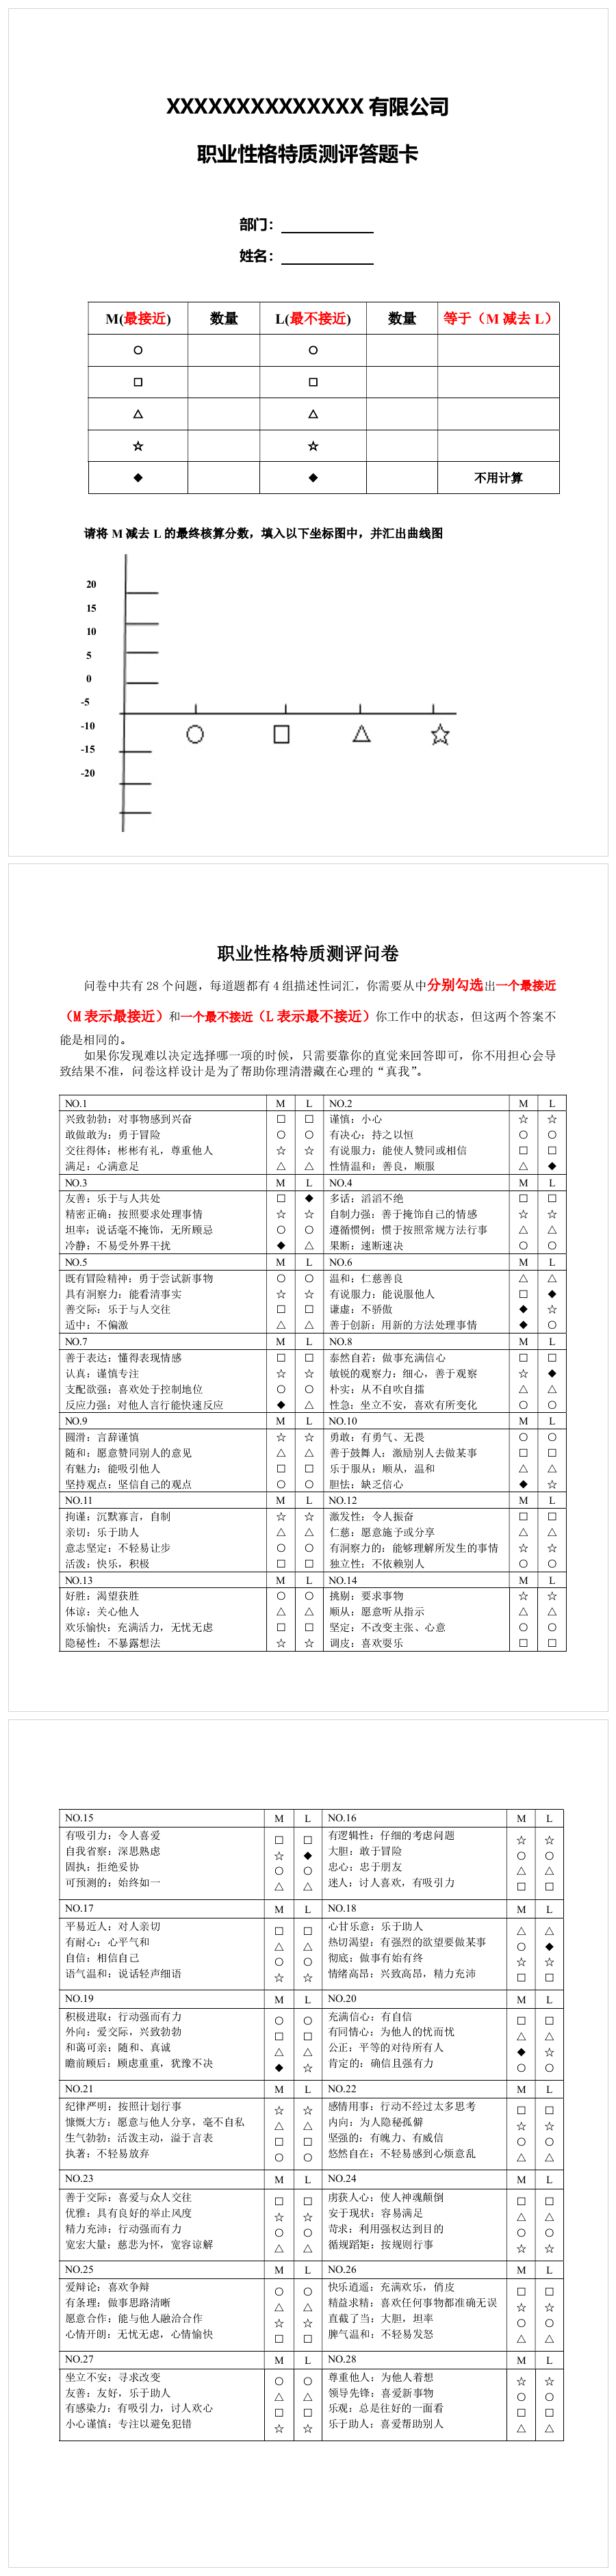 XXXXXXXXXXXXXX 有限公司
职业性格特质测评答题卡
部门：
姓名：
M(最接近) 数量 L(最不接近) 数量 等于（M 减去 L）
○ ○
□ □
△ △
☆ ☆
◆ ◆ 不用计算
请将 M 减去 L 的最终核算分数，填入以下坐标图中，并汇出曲线图
20
15
10
5
0
-5
-10
-15
-20
○ □ △ ☆
职业性格特质测评问卷
问卷中共有 28 个问题，每道题都有 4 组描述性词汇，你需要从中分别勾选出一个最接近
（M 表示最接近）和一个最不接近（L 表示最不接近）你工作中的状态，但这两个答案不
能是相同的。
如果你发现难以决定选择哪一项的时候，只需要靠你的直觉来回答即可，你不用担心会导
致结果不准，问卷这样设计是为了帮助你理清潜藏在心理的“真我”。
NO.1 M L NO.2 M L
兴致勃勃：对事物感到兴奋 □ □ 谨慎：小心 ☆ ☆
敢做敢为：勇于冒险 ○ ○ 有决心：持之以恒 ○ ○
交往得体：彬彬有礼，尊重他人 ☆ ☆ 有说服力：能使人赞同或相信 □ □
满足：心满意足 △ △ 性情温和：善良，顺服 △ ◆
NO.3 M L NO.4 M L
友善：乐于与人共处 □ ◆ 多话：滔滔不绝 □ □
精密正确：按照要求处理事情 ☆ ☆ 自制力强：善于掩饰自己的情感 ☆ ☆
坦率：说话毫不掩饰，无所顾忌 ○ ○ 遵循惯例：惯于按照常规方法行事 △ △
冷静：不易受外界干扰 ◆ △ 果断：速断速决 ○ ○
NO.5 M L NO.6 M L
既有冒险精神：勇于尝试新事物 ○ ○ 温和：仁慈善良 △ △
具有洞察力：能看清事实 ☆ ☆ 有说服力：能说服他人 □ ◆
善交际：乐于与人交往 □ □ 谦虚：不骄傲 ◆ ☆
适中：不偏激 △ △ 善于创新：用新的方法处理事情 ◆ ○
NO.7 M L NO.8 M L
善于表达：懂得表现情感 □ □ 泰然自若：做事充满信心 □ □
认真：谨慎专注 ☆ ☆ 敏锐的观察力：细心，善于观察 ☆ ◆
支配欲强：喜欢处于控制地位 ○ ○ 朴实：从不自吹自擂 △ △
反应力强：对他人言行能快速反应 ◆ △ 性急：坐立不安，喜欢有所变化 ○ ○
NO.9 M L NO.10 M L
圆滑：言辞谨慎 ☆ ☆ 勇敢：有勇气、无畏 ○ ○
随和：愿意赞同别人的意见 △ △ 善于鼓舞人：激励别人去做某事 □ □
有魅力：能吸引他人 □ □ 乐于服从：顺从，温和 △ △
坚持观点：坚信自己的观点 ○ ○ 胆怯：缺乏信心 ◆ ☆
NO.11 M L NO.12 M L
拘谨：沉默寡言，自制 ☆ ☆ 激发性：令人振奋 □ □
亲切：乐于助人 △ △ 仁慈：愿意施予或分享 △ △
意志坚定：不轻易让步 ○ ○ 有洞察力的：能够理解所发生的事情 ☆ ☆
活泼：快乐，积极 □ □ 独立性：不依赖别人 ○ ○
NO.13 M L NO.14 M L
好胜：渴望获胜 ○ ○ 挑剔：要求事物 ☆ ☆
体谅：关心他人 △ △ 顺从：愿意听从指示 △ △
欢乐愉快：充满活力，无忧无虑 □ □ 坚定：不改变主张、心意 ○ ○
隐秘性：不暴露想法 ☆ ☆ 调皮：喜欢耍乐 □ □
NO.15 M L NO.16 M L
有吸引力：令人喜爱 □ □ 有逻辑性：仔细的考虑问题 ☆ ☆
自我省察：深思熟虑 ☆ ◆ 大胆：敢于冒险 ○ ○
固执：拒绝妥协 ○ ○ 忠心：忠于朋友 △ △
可预测的：始终如一 △ △ 迷人：讨人喜欢，有吸引力 □ □
NO.17 M L NO.18 M L
平易近人：对人亲切 □ □ 心甘乐意：乐于助人 △ △
有耐心：心平气和 △ △ 热切渴望：有强烈的欲望要做某事 ○ ◆
自信：相信自己 ○ ○ 彻底：做事有始有终 ☆ ☆
语气温和：说话轻声细语 ☆ ☆ 情绪高昂：兴致高昂，精力充沛 □ □
NO.19 M L NO.20 M L
积极进取：行动强而有力 ○ ○ 充满信心：有自信 □ □
外向：爱交际，兴致勃勃 □ □ 有同情心：为他人的忧而忧 △ △
和蔼可亲：随和、真诚 △ △ 公正：平等的对待所有人 ◆ ☆
瞻前顾后：顾虑重重，犹豫不决 ◆ ☆ 肯定的：确信且强有力 ○ ○
NO.21 M L NO.22 M L
纪律严明：按照计划行事 ☆ ☆ 感情用事：行动不经过太多思考 □ □
慷慨大方：愿意与他人分享，毫不自私 △ △ 内向：为人隐秘孤僻 ☆ ☆
生气勃勃：活泼主动，溢于言表 □ □ 坚强的：有魄力、有威信 ○ ○
执著：不轻易放弃 ○ ○ 悠然自在：不轻易感到心烦意乱 △ △
NO.23 M L NO.24 M L
善于交际：喜爱与众人交往 □ □ 虏获人心：使人神魂颠倒 □ □
优雅：具有良好的举止风度 ☆ ☆ 安于现状：容易满足 △ △
精力充沛：行动强而有力 ○ ○ 苛求：利用强权达到目的 ○ ○
宽宏大量：慈悲为怀，宽容谅解 △ △ 循规蹈矩：按规则行事 ☆ ☆
NO.25 M L NO.26 M L
爱辩论：喜欢争辩 ○ ○ 快乐逍遥：充满欢乐，俏皮 □ □
有条理：做事思路清晰 △ △ 精益求精：喜欢任何事物都准确无误 ☆ ☆
愿意合作：能与他人融洽合作 ☆ ☆ 直截了当：大胆，坦率 ○ ○
心情开朗：无忧无虑，心情愉快 □ □ 脾气温和：不轻易发怒 △ △
NO.27 M L NO.28 M L
坐立不安：寻求改变 ○ ○ 尊重他人：为他人着想 ☆ ☆
友善：友好，乐于助人 △ △ 领导先锋：喜爱新事物 ○ ○
有感染力：有吸引力，讨人欢心 □ □ 乐观：总是往好的一面看 □ □
小心谨慎：专注以避免犯错 ☆ ☆ 乐于助人：喜爱帮助别人 △ △